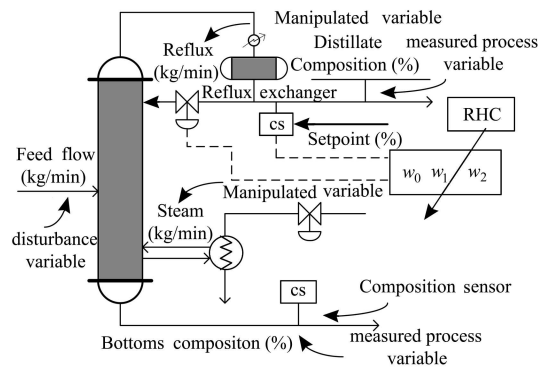 Manipulated variable
Reflux
(kg/min)
Distillate
Composition (%)
measured process
variable
Reflux exchanger
cs
Setpoint (%)
RHC
w0 w1 w2
Feed flow
(kg/min)
disturbance
variable
Steam
(kg/min)
Manipulated variable
cs
Composition sensor
Bottoms compositon (%)
measured process
variable